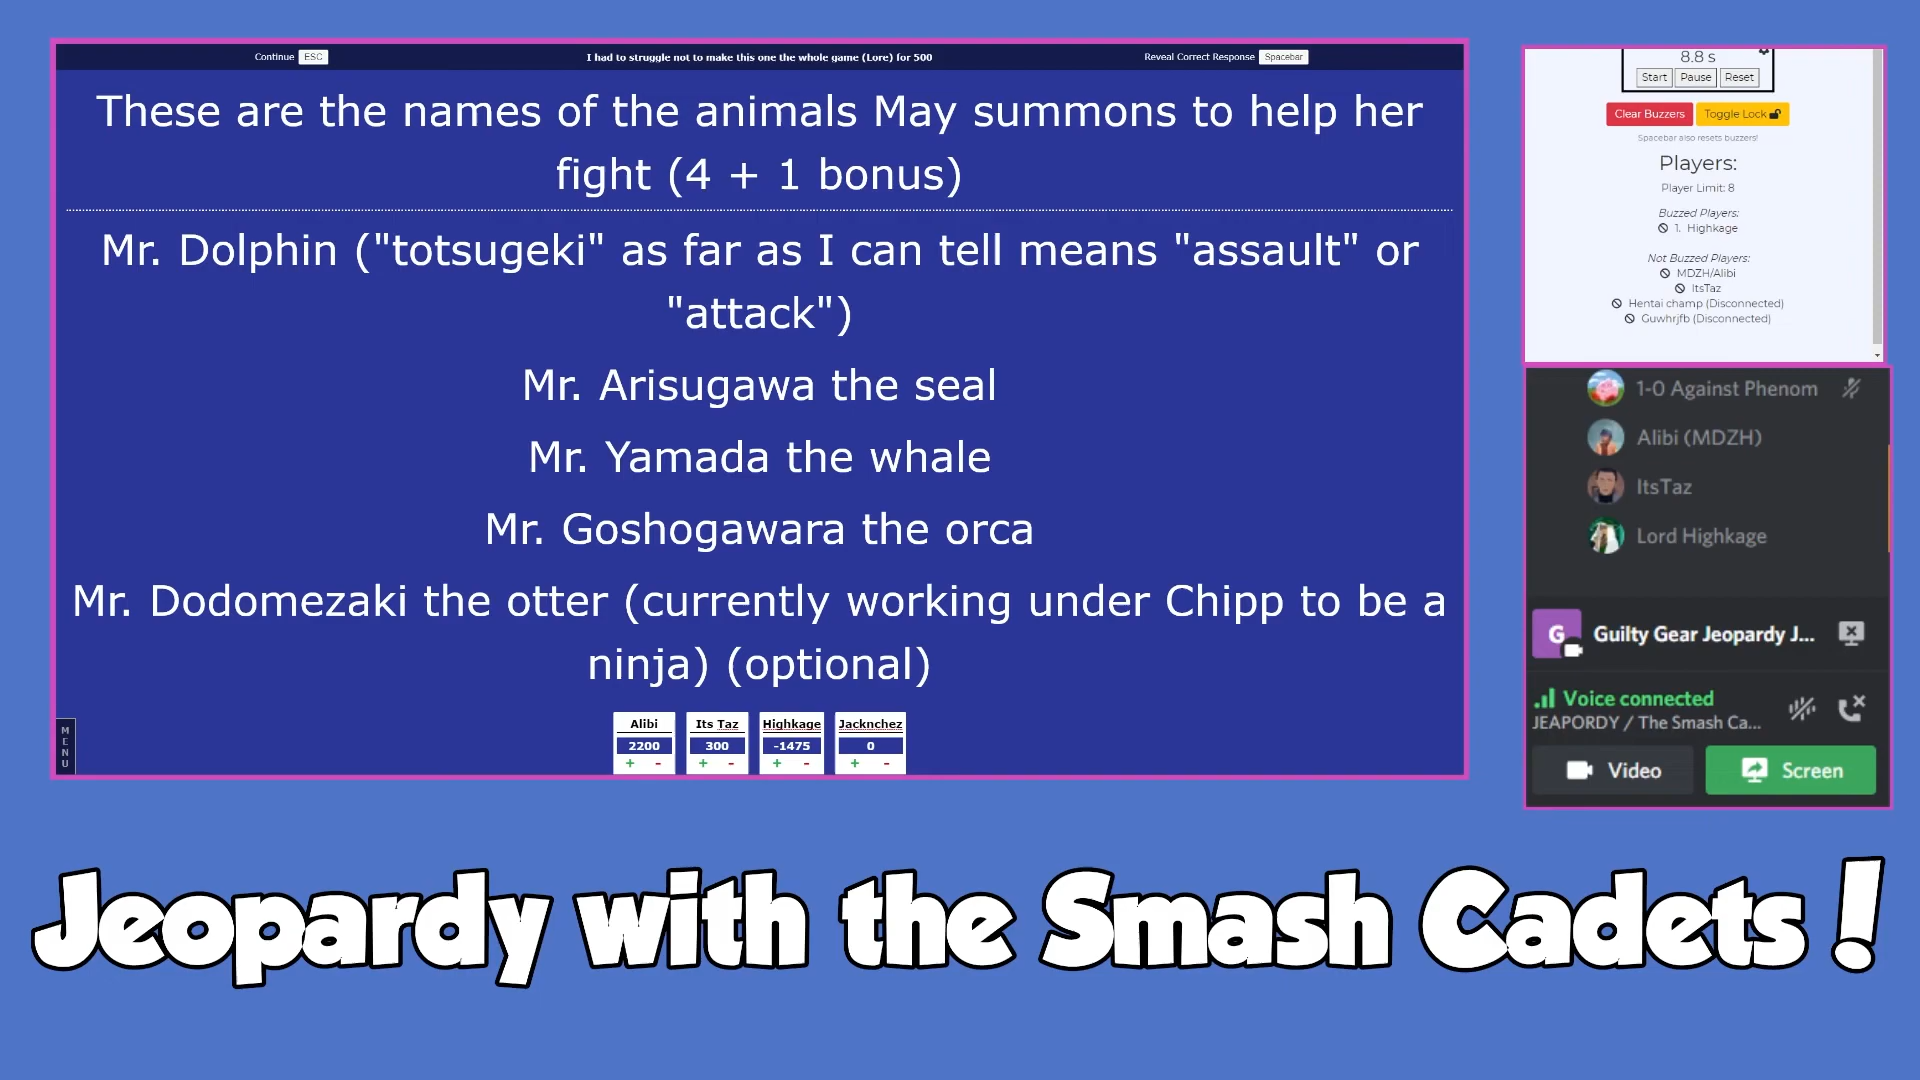 Continue ESC
I had to struggle not to make this one the whole game (Lore) for 500
Reveal Correct Response Spacebar
These are the names of the animals May summons to help her
fight (4 + 1 bonus)
Mr. Dolphin ("totsugeki" as far as I can tell means "assault" or
"attack")
Mr. Arisugawa the seal
Mr. Yamada the whale
Mr. Goshogawara the orca
Mr. Dodomezaki the otter (currently working under Chipp to be a
ninja) (optional)
MENU
Alibi Its Taz Highkage Jacknchez
2200 300 -1475 0
+ - + - + - + -
8.8 s
Start Pause Reset
Clear Buzzers Toggle Lock
Spacebar also resets buzzers!
Players:
Player Limit: 8
Buzzed Players:
1. Highkage
Not Buzzed Players:
MDZH/Alibi
ItsTaz
Hentai champ (Disconnected)
Guwhrjfb (Disconnected)
1-0 Against Phenom
Alibi (MDZH)
ItsTaz
Lord Highkage
G Guilty Gear Jeopardy J...
Voice connected
JEAPORDY / The Smash Ca...
Video Screen
Jeopardy with the Smash Cadets!